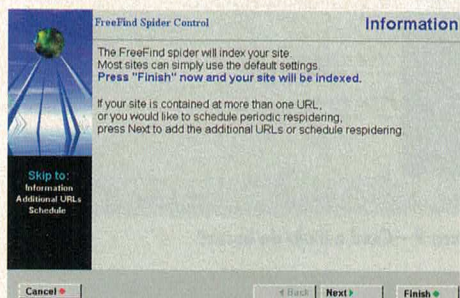 FreeFind Spider Control
Information
The FreeFind spider will index your site.
Most sites can simply use the default settings.
Press "Finish" now and your site will be indexed.
If your site is contained at more than one URL,
or you would like to schedule periodic respidering,
press Next to add the additional URLs or schedule respidering.
Skip to:
Information
Additional URLs
Schedule
Cancel
Back
Next
Finish